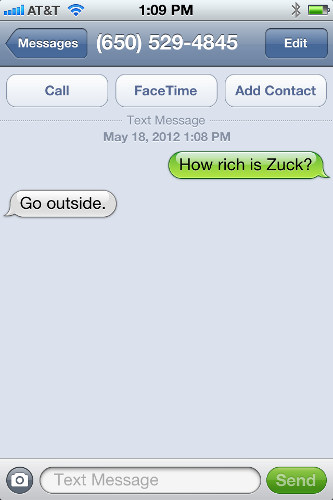 AT&T 1:09 PM
Messages (650) 529-4845 Edit
Call FaceTime Add Contact
Text Message
May 18, 2012 1:08 PM
How rich is Zuck?
Go outside.
Text Message Send